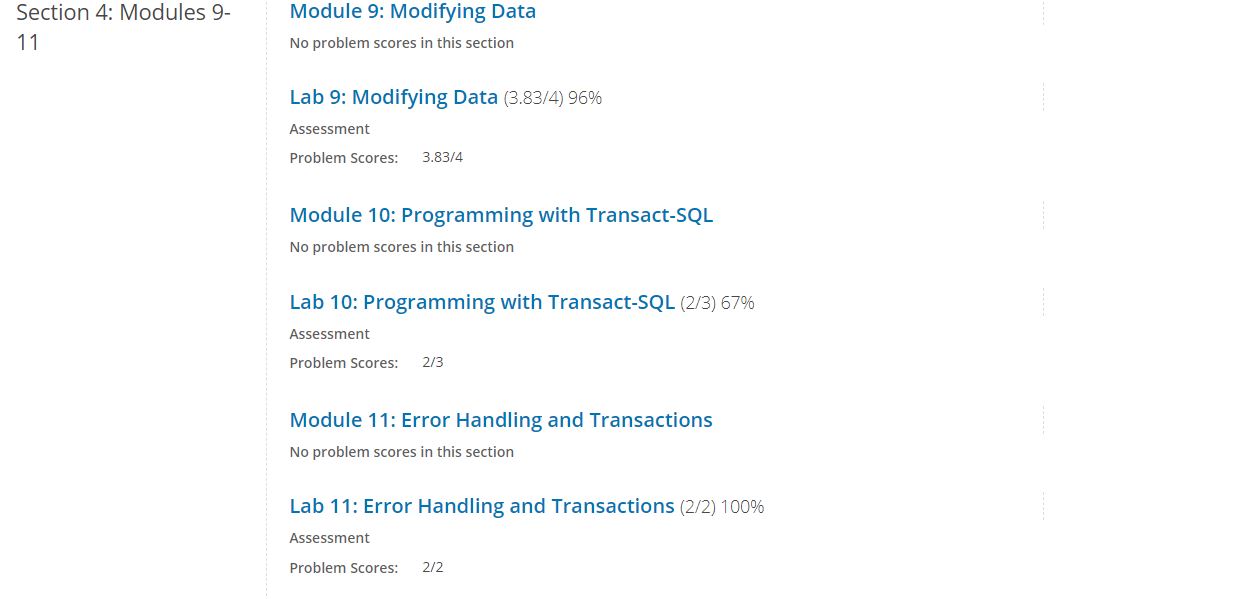 Section 4: Modules 9-
11
Module 9: Modifying Data
No problem scores in this section
Lab 9: Modifying Data (3.83/4) 96%
Assessment
Problem Scores: 3.83/4
Module 10: Programming with Transact-SQL
No problem scores in this section
Lab 10: Programming with Transact-SQL (2/3) 67%
Assessment
Problem Scores: 2/3
Module 11: Error Handling and Transactions
No problem scores in this section
Lab 11: Error Handling and Transactions (2/2) 100%
Assessment
Problem Scores: 2/2